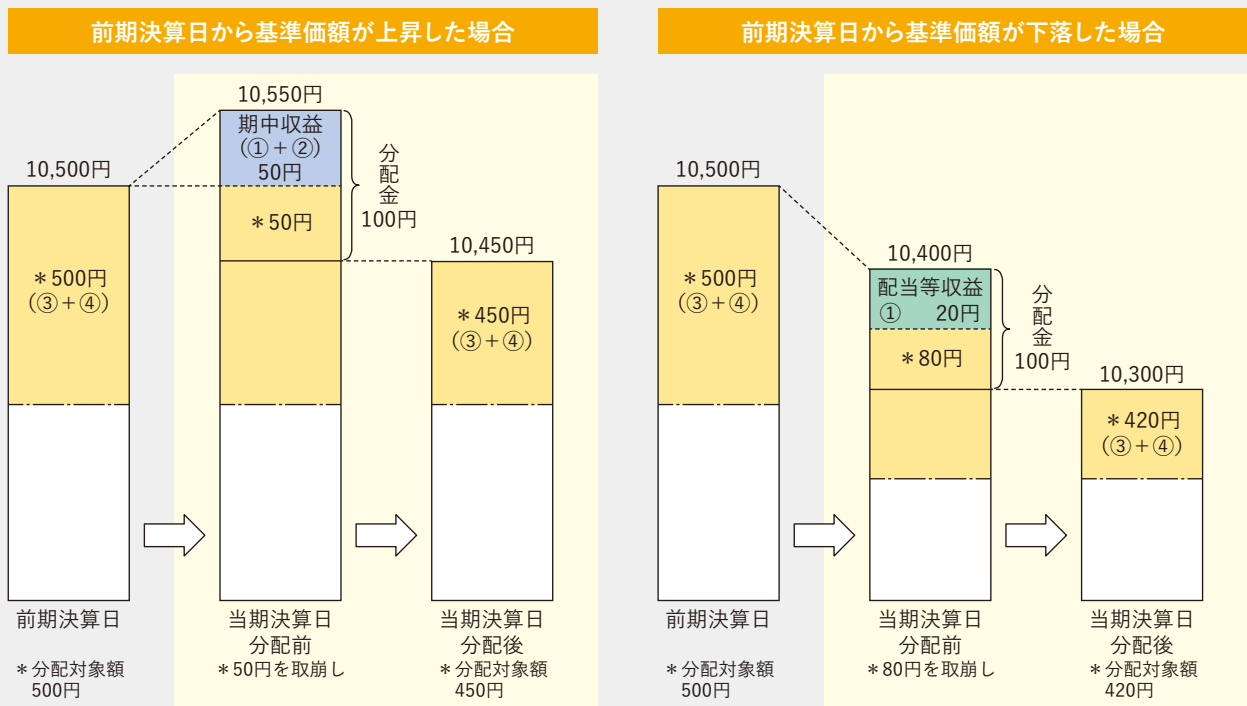 前期決算日から基準価額が上昇した場合
10,550円
期中収益
(①+②)
50円
分配金
100円
10,500円
*50円
10,450円
*500円
(③+④)
*450円
(③+④)
前期決算日
当期決算日
分配前
当期決算日
分配後
*分配対象額
500円
*50円を取崩し
*分配対象額
450円
前期決算日から基準価額が下落した場合
10,500円
10,400円
*500円
(③+④)
配当等収益
① 20円
分配金
100円
*80円
10,300円
*420円
(③+④)
前期決算日
当期決算日
分配前
当期決算日
分配後
*分配対象額
500円
*80円を取崩し
*分配対象額
420円